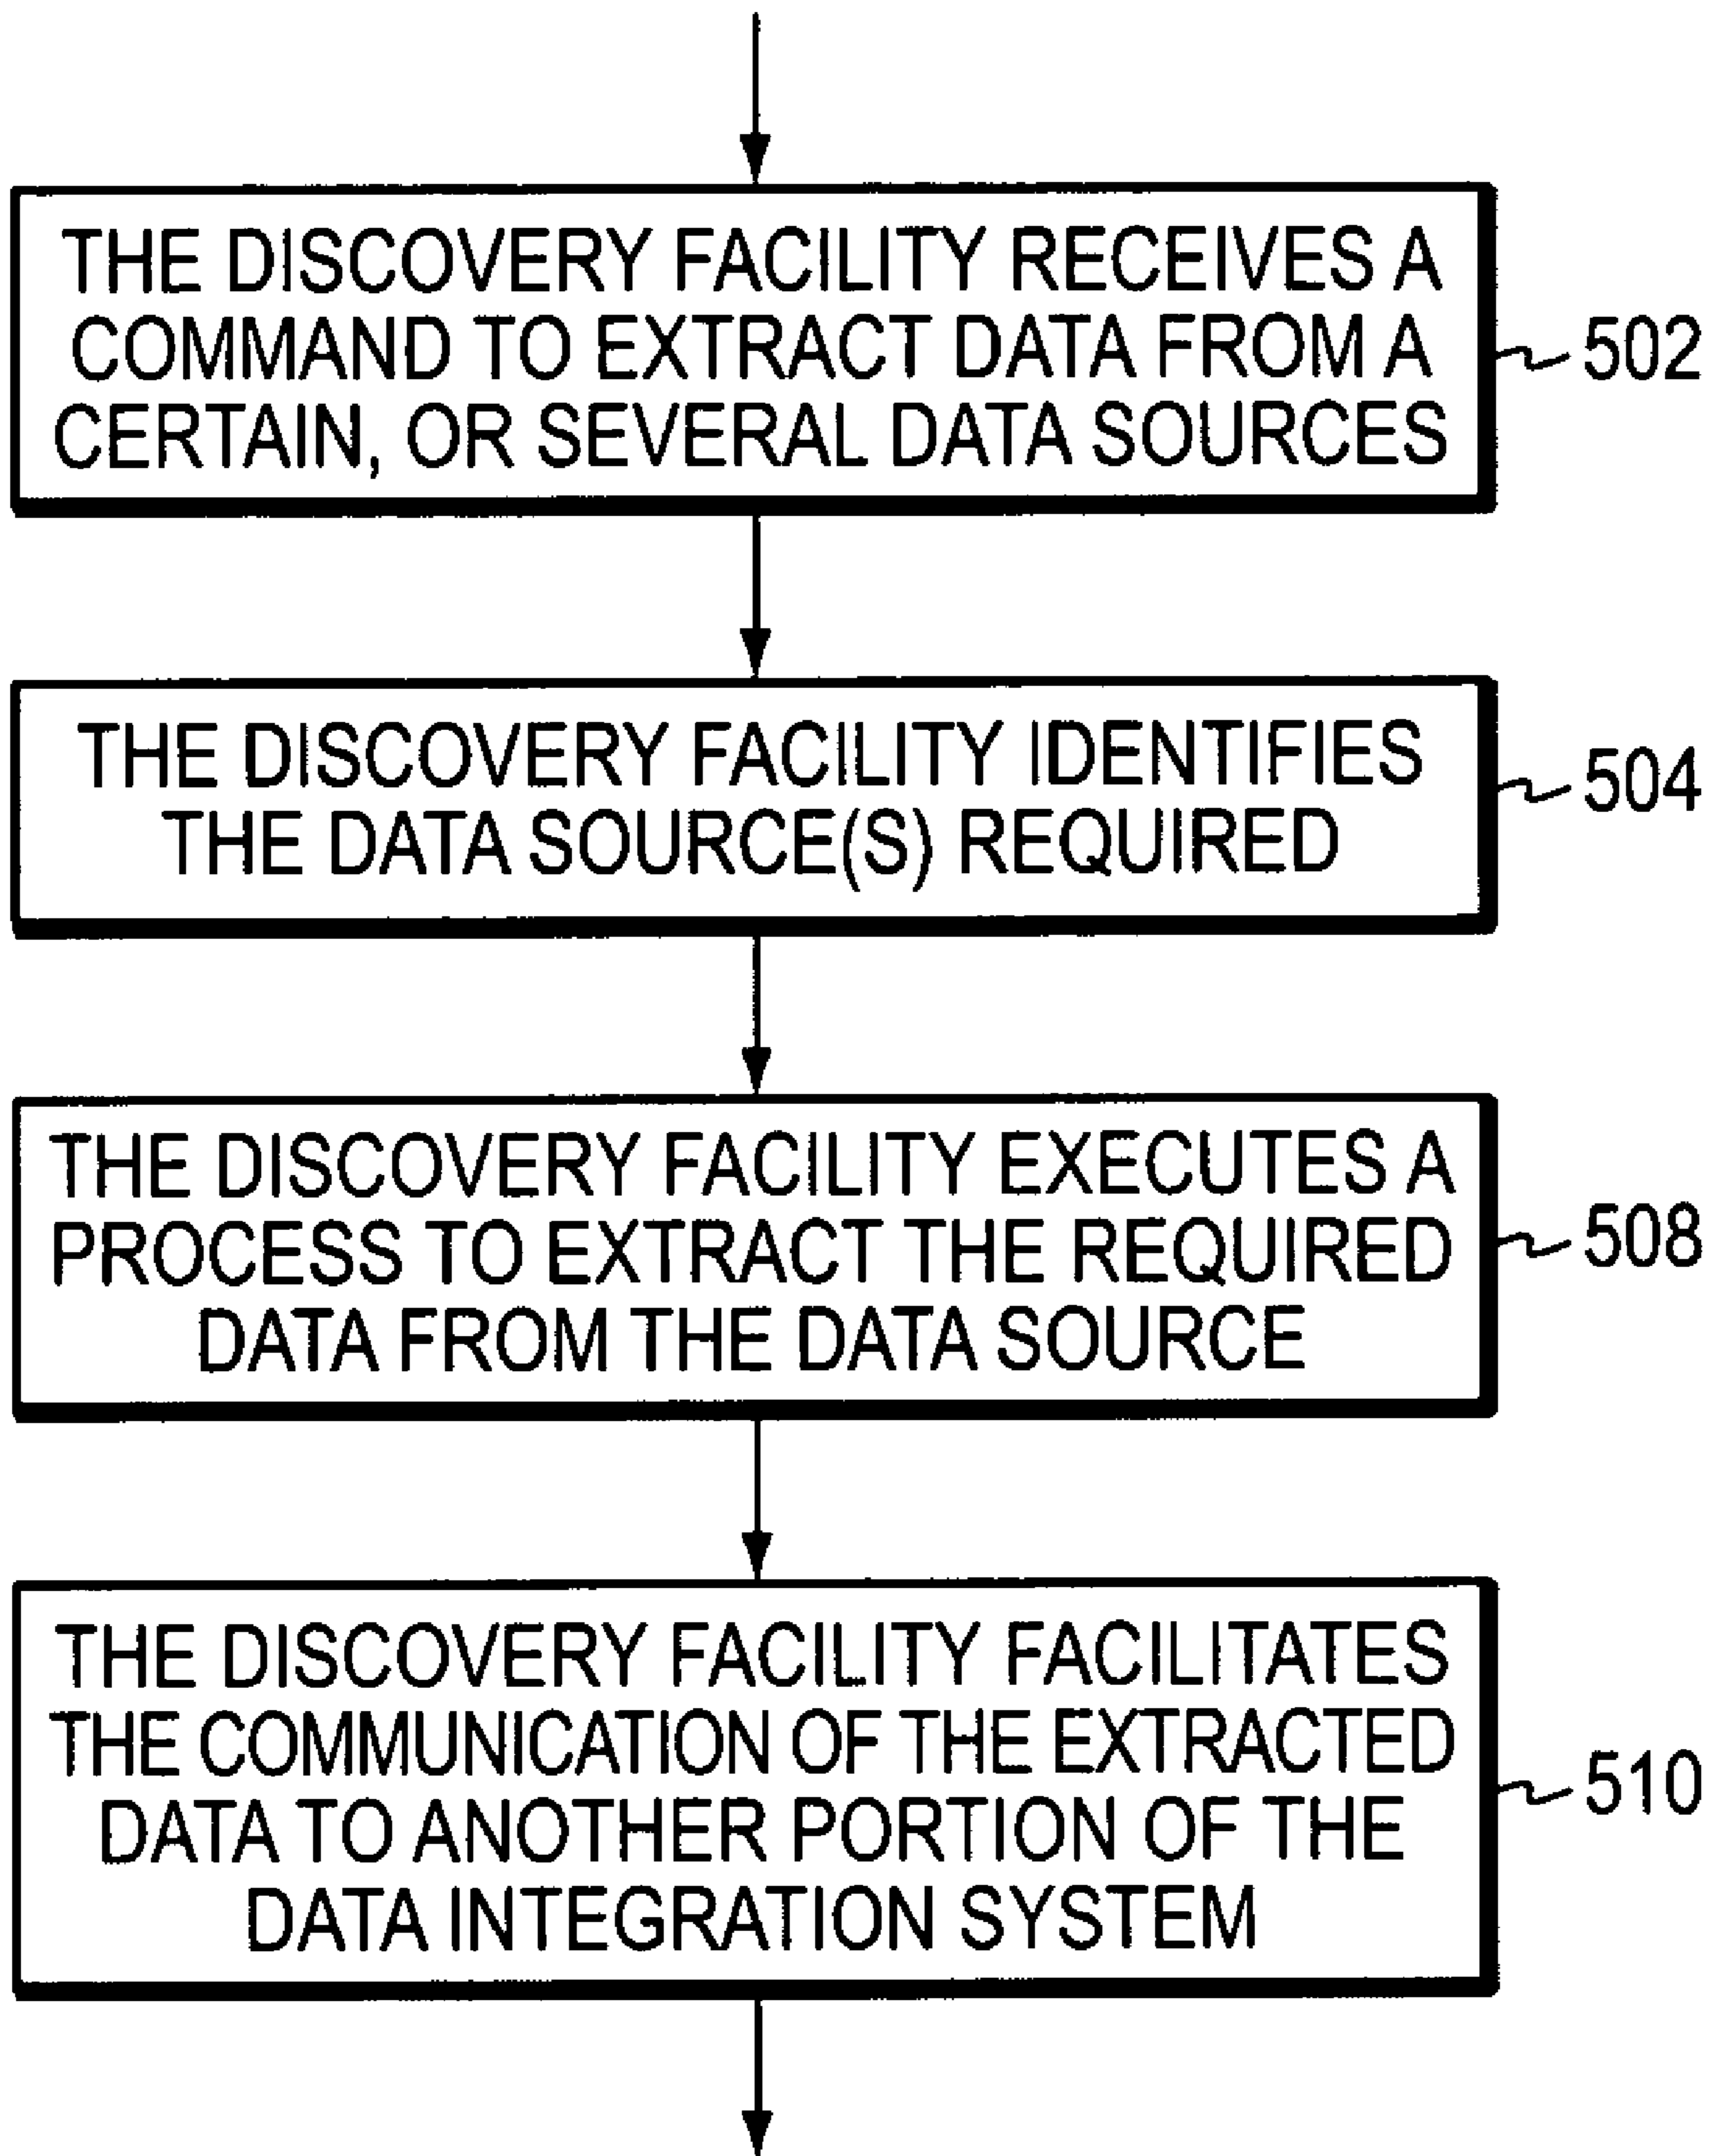 THE DISCOVERY FACILITY RECEIVES A
COMMAND TO EXTRACT DATA FROM A
CERTAIN, OR SEVERAL DATA SOURCES
502
THE DISCOVERY FACILITY IDENTIFIES
THE DATA SOURCE(S) REQUIRED
504
THE DISCOVERY FACILITY EXECUTES A
PROCESS TO EXTRACT THE REQUIRED
DATA FROM THE DATA SOURCE
508
THE DISCOVERY FACILITY FACILITATES
THE COMMUNICATION OF THE EXTRACTED
DATA TO ANOTHER PORTION OF THE
DATA INTEGRATION SYSTEM
510